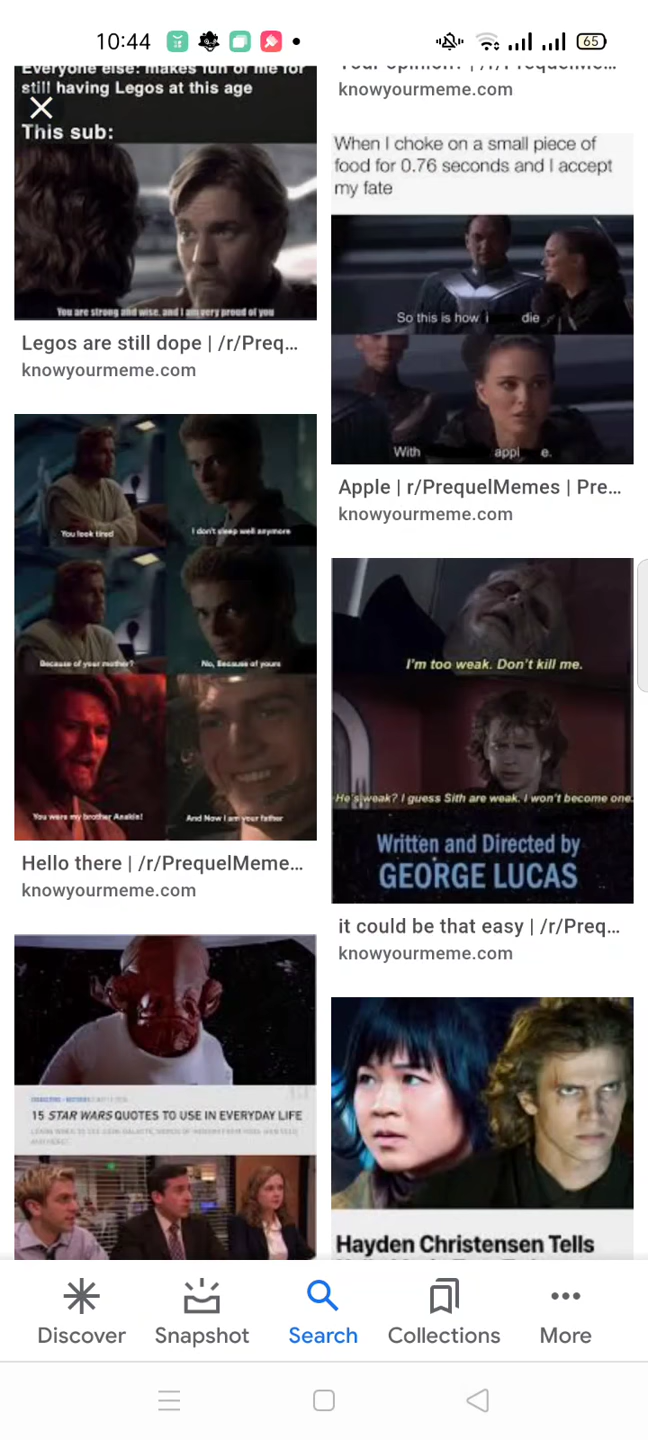 10:44
65
Everyone else: makes fun of me for
still having Legos at this age
This sub:
You are strong and wise, and I am very proud of you
Legos are still dope | /r/Preq...
knowyourmeme.com
You look tired
I don't sleep well anymore
Because of your mother?
No, Because of yours
You were my brother Anakin!
And Now I am your father
Hello there | /r/PrequelMeme...
knowyourmeme.com
15 STAR WARS QUOTES TO USE IN EVERYDAY LIFE
knowyourmeme.com
When I choke on a small piece of
food for 0.76 seconds and I accept
my fate
So this is how i die
With appl e.
Apple | r/PrequelMemes | Pre...
knowyourmeme.com
I'm too weak. Don't kill me.
He's weak? I guess Sith are weak. I won't become one.
Written and Directed by
GEORGE LUCAS
it could be that easy | /r/Preq...
knowyourmeme.com
Hayden Christensen Tells
Discover
Snapshot
Search
Collections
More